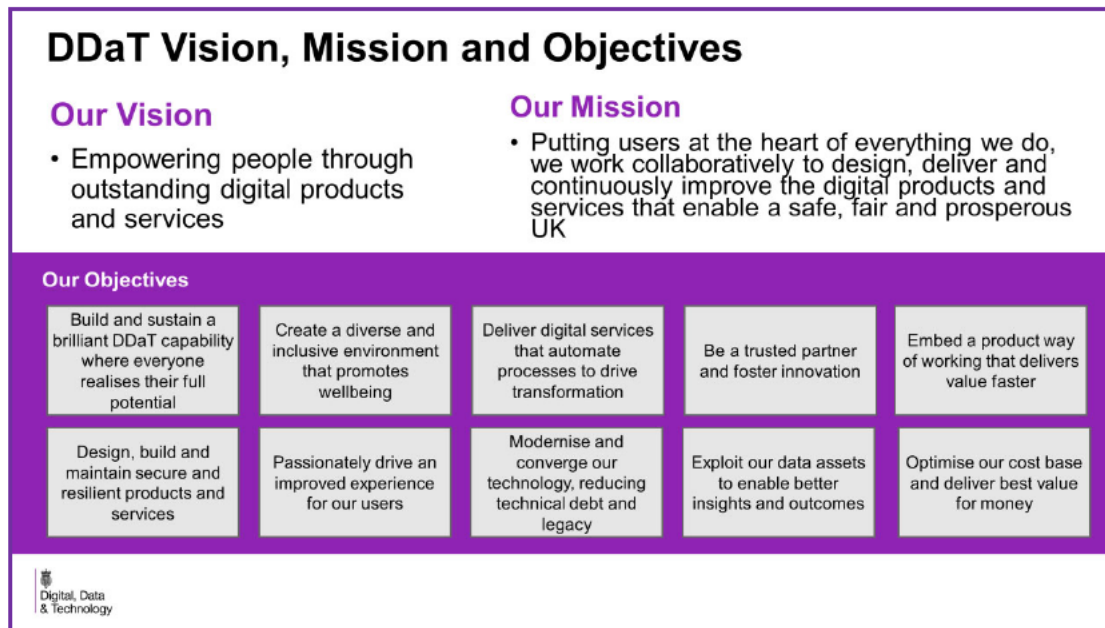 DDaT Vision, Mission and Objectives
Our Vision
• Empowering people through
outstanding digital products
and services
Our Mission
• Putting users at the heart of everything we do,
we work collaboratively to design, deliver and
continuously improve the digital products and
services that enable a safe, fair and prosperous
UK
Our Objectives
Build and sustain a
brilliant DDaT capability
where everyone
realises their full
potential
Create a diverse and
inclusive environment
that promotes
wellbeing
Deliver digital services
that automate
processes to drive
transformation
Be a trusted partner
and foster innovation
Embed a product way
of working that delivers
value faster
Design, build and
maintain secure and
resilient products and
services
Passionately drive an
improved experience
for our users
Modernise and
converge our
technology, reducing
technical debt and
legacy
Exploit our data assets
to enable better
insights and outcomes
Optimise our cost base
and deliver best value
for money
Digital, Data
& Technology